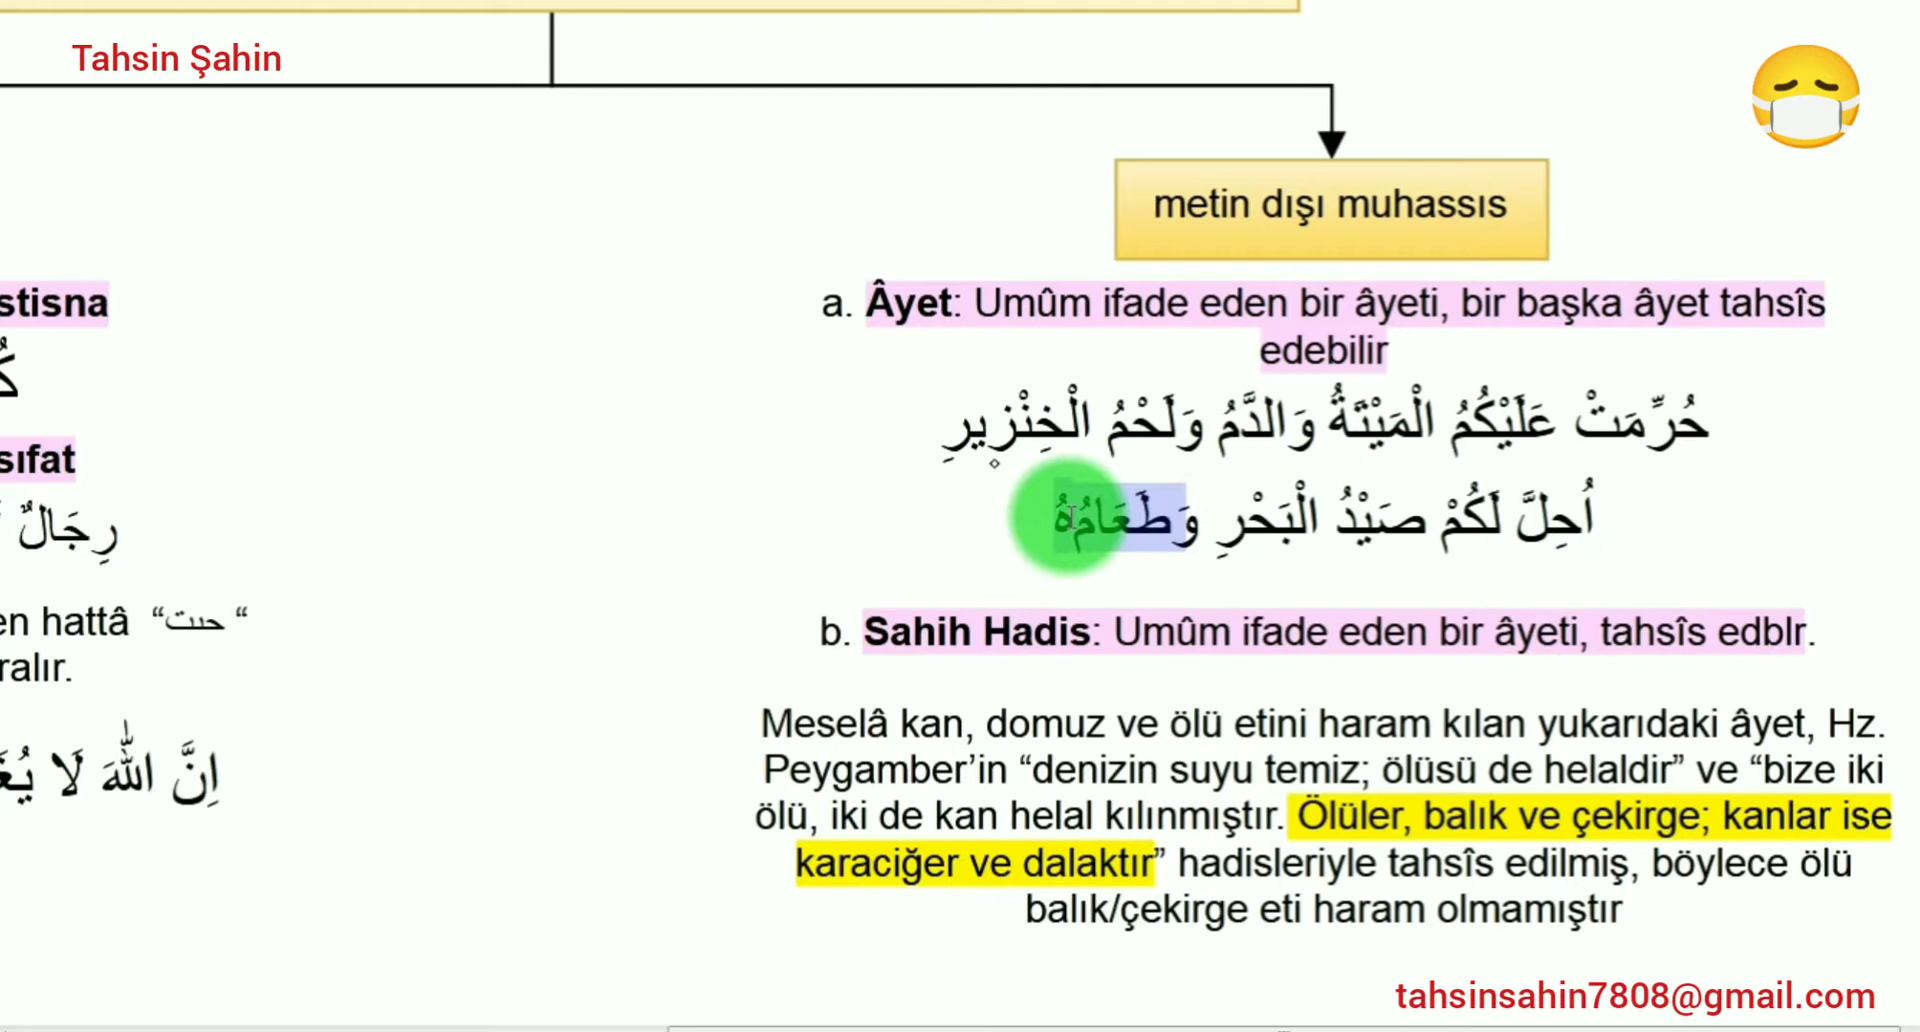 Tahsin Şahin
metin dışı muhassıs
stisna
sıfat
رِجَالٌ
en hattâ “حىىت “
ralır.
اِنَّ اللّٰهَ لَا
a. Âyet: Umûm ifade eden bir âyeti, bir başka âyet tahsîs
edebilir
حُرِّمَتْ عَلَيْكُمُ الْمَيْتَةُ وَالدَّمُ وَلَحْمُ الْخِنْزِيرِ
اُحِلَّ لَكُمْ صَيْدُ الْبَحْرِ وَطَعَامُهُ
b. Sahih Hadis: Umûm ifade eden bir âyeti, tahsîs edblr.
Meselâ kan, domuz ve ölü etini haram kılan yukarıdaki âyet, Hz.
Peygamber’in “denizin suyu temiz; ölüsü de helaldir” ve “bize iki
ölü, iki de kan helal kılınmıştır. Ölüler, balık ve çekirge; kanlar ise
karaciğer ve dalaktır” hadisleriyle tahsîs edilmiş, böylece ölü
balık/çekirge eti haram olmamıştır
tahsinsahin7808@gmail.com